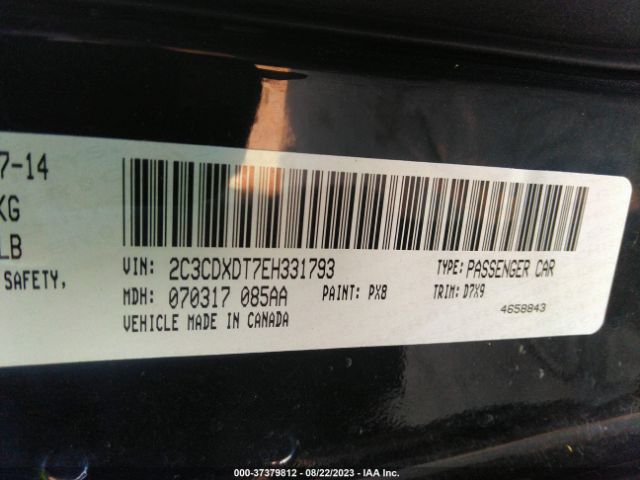 7-14
KG
LB
SAFETY,
VIN: 2C3CDXDT7EH331793 TYPE: PASSENGER CAR
MDH: 070317 085AA PAINT: PX8 TRIM: D7X9
VEHICLE MADE IN CANADA 4658843
000-37379812 - 08/22/2023 - IAA Inc.